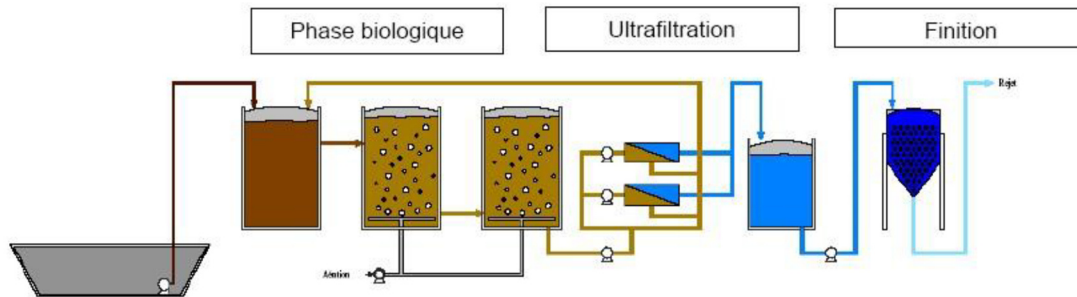 Phase biologique
Ultrafiltration
Finition
Rejet
Aération